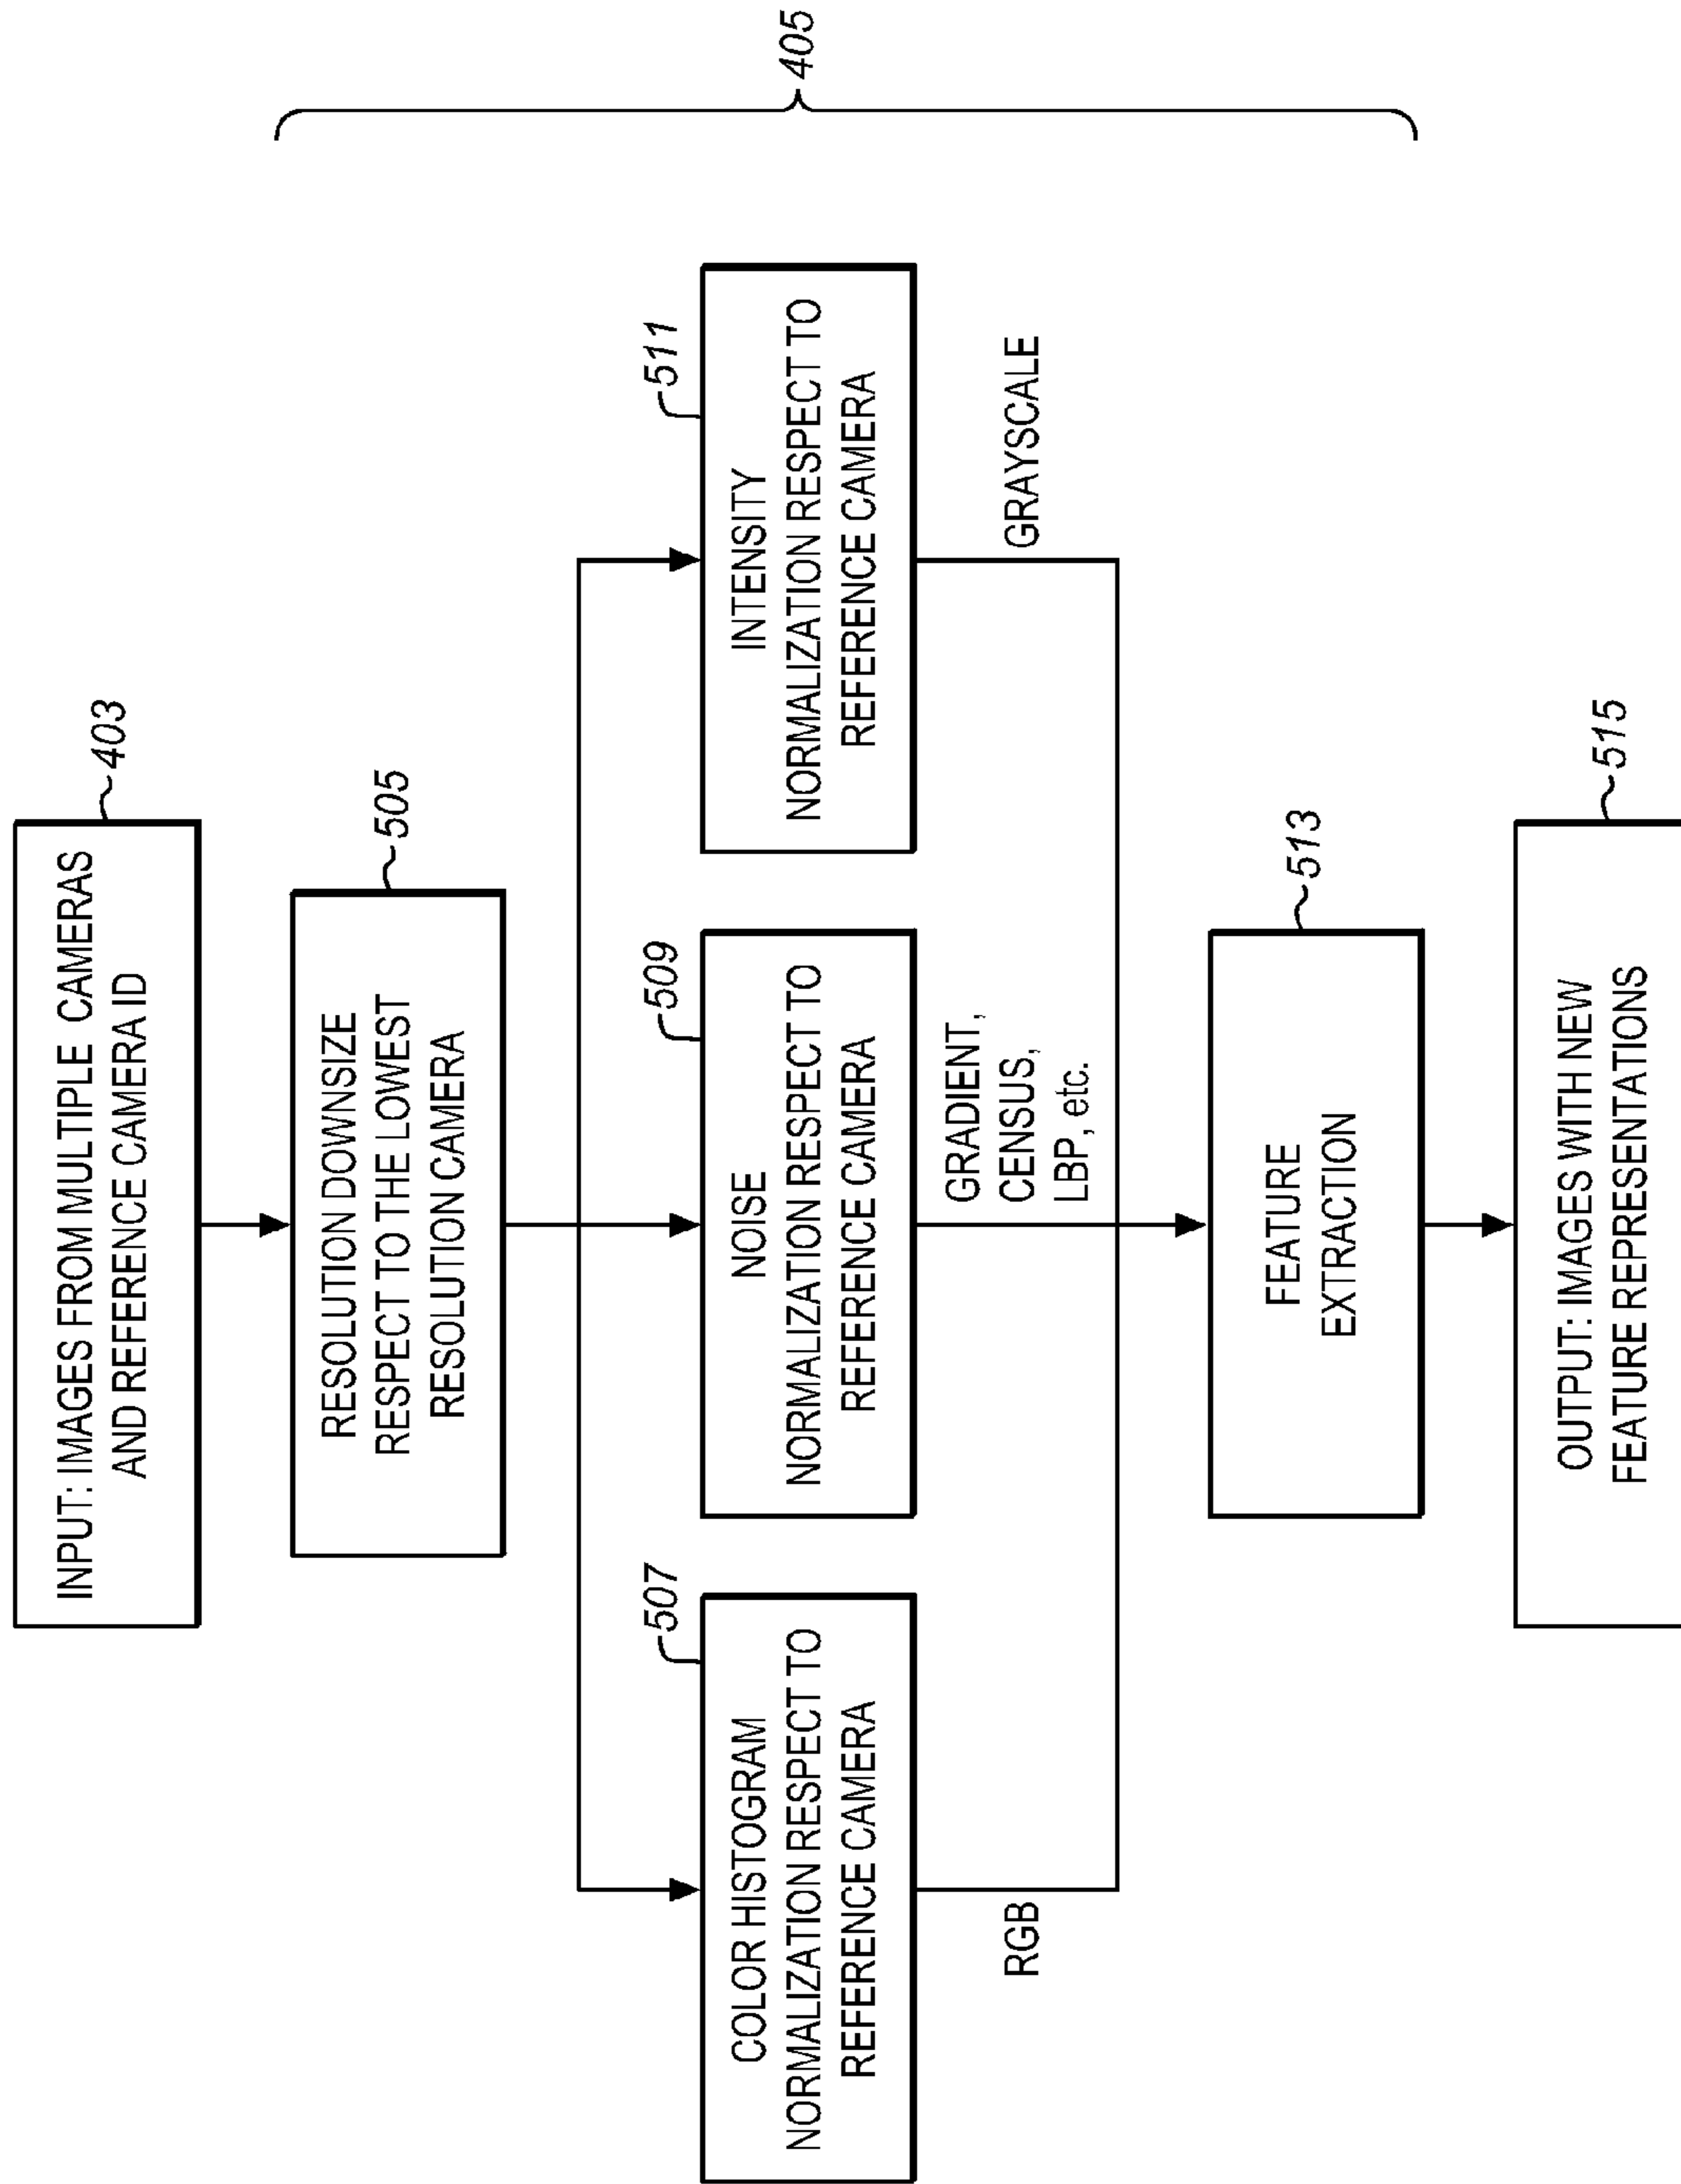 INPUT: IMAGES FROM MULTIPLE CAMERAS
AND REFERENCE CAMERA ID
403
RESOLUTION DOWNSIZE
RESPECT TO THE LOWEST
RESOLUTION CAMERA
505
COLOR HISTOGRAM
NORMALIZATION RESPECT TO
REFERENCE CAMERA
507
NOISE
NORMALIZATION RESPECT TO
REFERENCE CAMERA
509
INTENSITY
NORMALIZATION RESPECT TO
REFERENCE CAMERA
511
405
RGB
GRADIENT,
CENSUS,
LBP, etc.
GRAYSCALE
FEATURE
EXTRACTION
513
OUTPUT: IMAGES WITH NEW
FEATURE REPRESENTATIONS
515